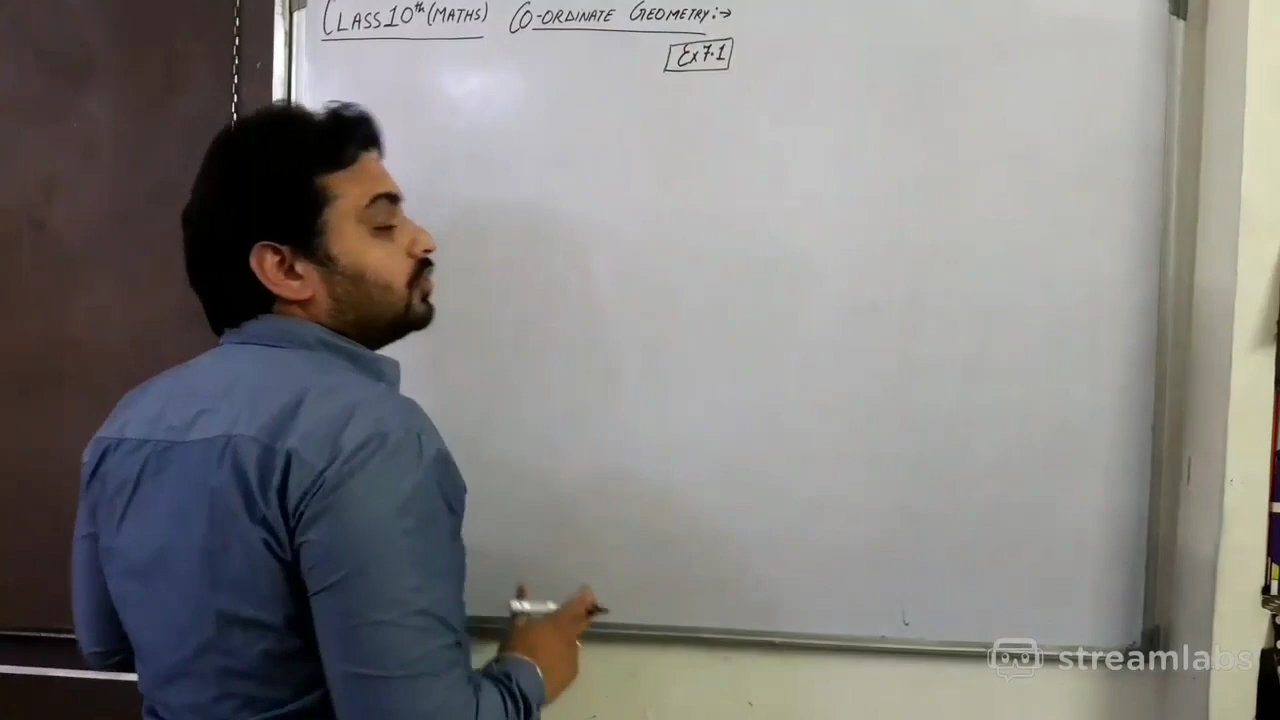 CLASS 10th (MATHS) CO-ORDINATE GEOMETRY:→
Ex 7.1
streamlabs